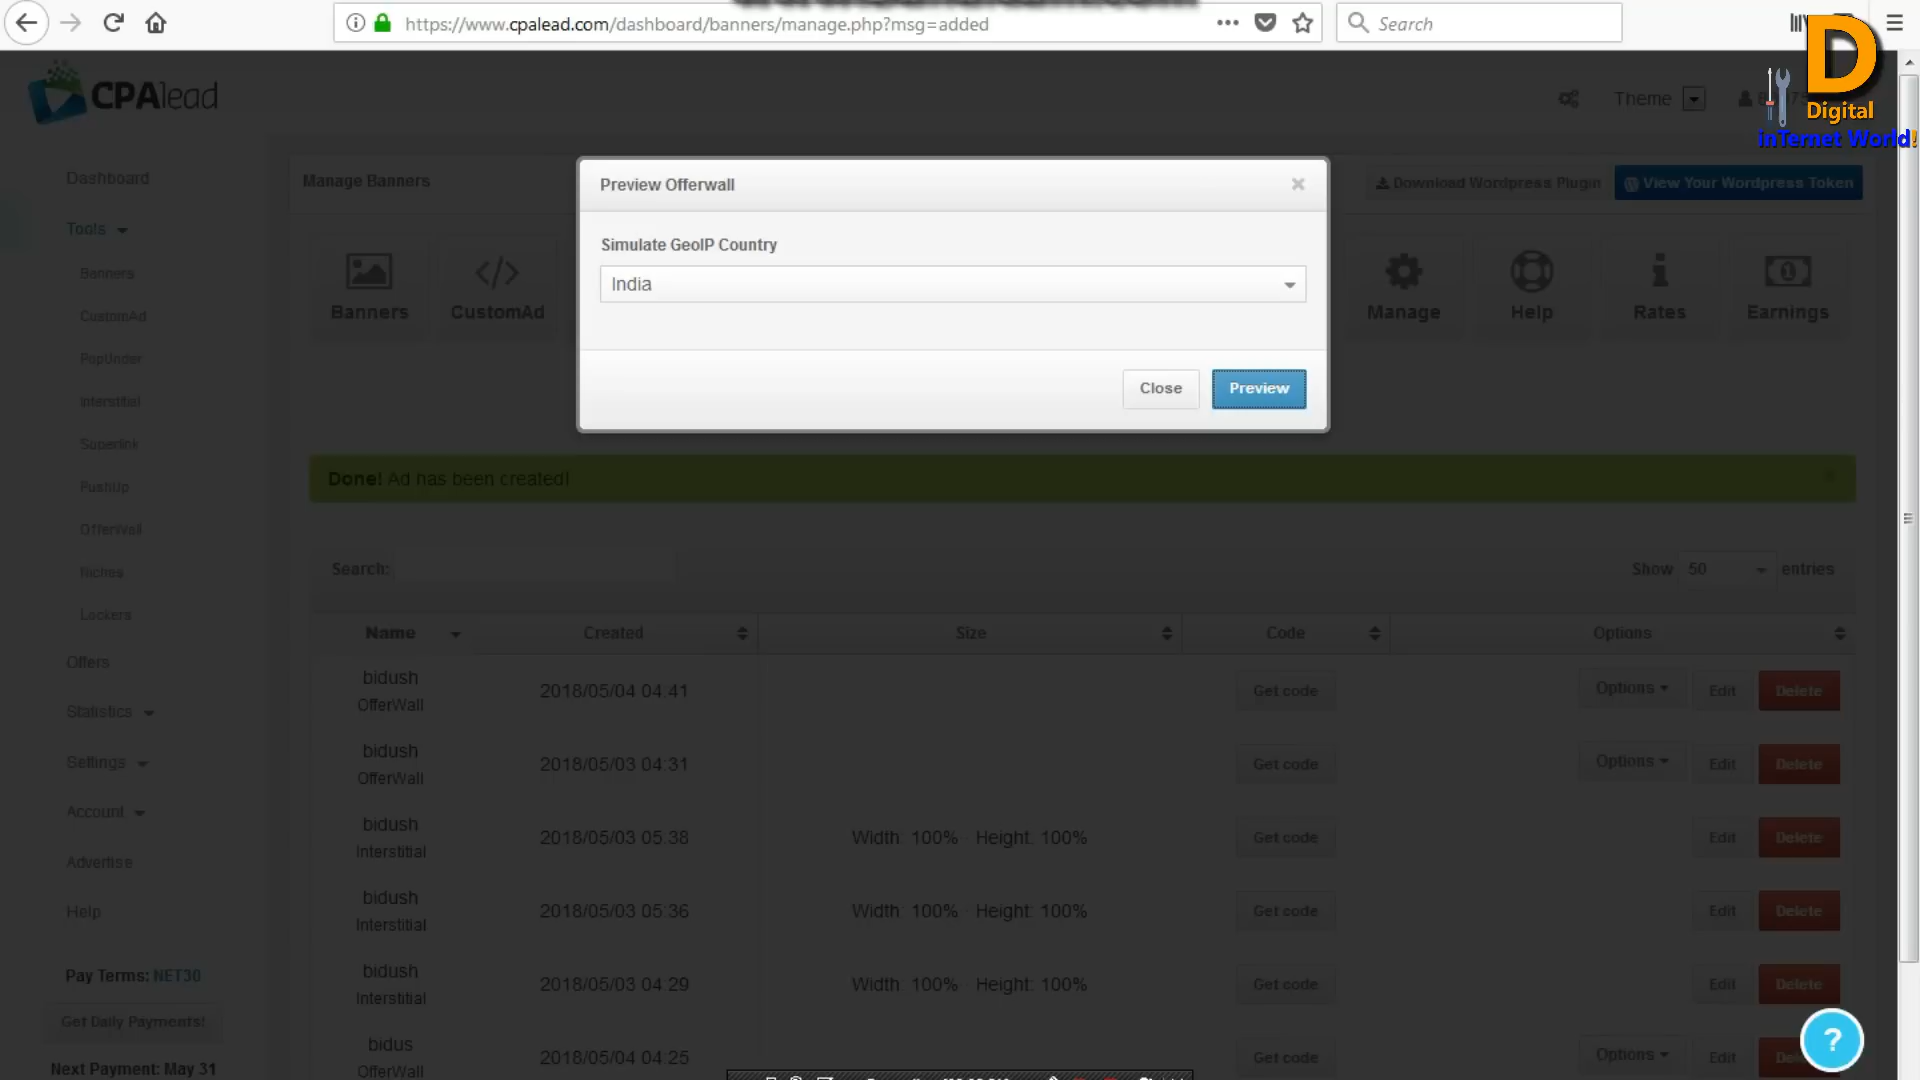 https://www.cpalead.com/dashboard/banners/manage.php?msg=added
Search
CPAlead
Theme
D
Digital
inTernet World!
Dashboard
Tools
Banners
CustomAd
PopUnder
Interstitial
Superlink
PushUp
OfferWall
Niches
Lockers
Offers
Statistics
Settings
Account
Advertise
Help
Pay Terms: NET30
Get Daily Payments!
Next Payment: May 31
Manage Banners
Download Wordpress Plugin
View Your Wordpress Token
Banners
CustomAd
Manage
Help
Rates
Earnings
Preview Offerwall
×
Simulate GeoIP Country
India
Close
Preview
Done! Ad has been created!
Search:
Show 50 entries
Name Created Size Code Options
bidush
OfferWall
2018/05/04 04:41 Get code Options Edit Delete
bidush
OfferWall
2018/05/03 04:31 Get code Options Edit Delete
bidush
Interstitial
2018/05/03 05:38 Width: 100% - Height: 100% Get code Edit Delete
bidush
Interstitial
2018/05/03 05:36 Width: 100% - Height: 100% Get code Edit Delete
bidush
Interstitial
2018/05/03 04:29 Width: 100% - Height: 100% Get code Edit Delete
bidus
OfferWall
2018/05/04 04:25 Get code Options Edit
?